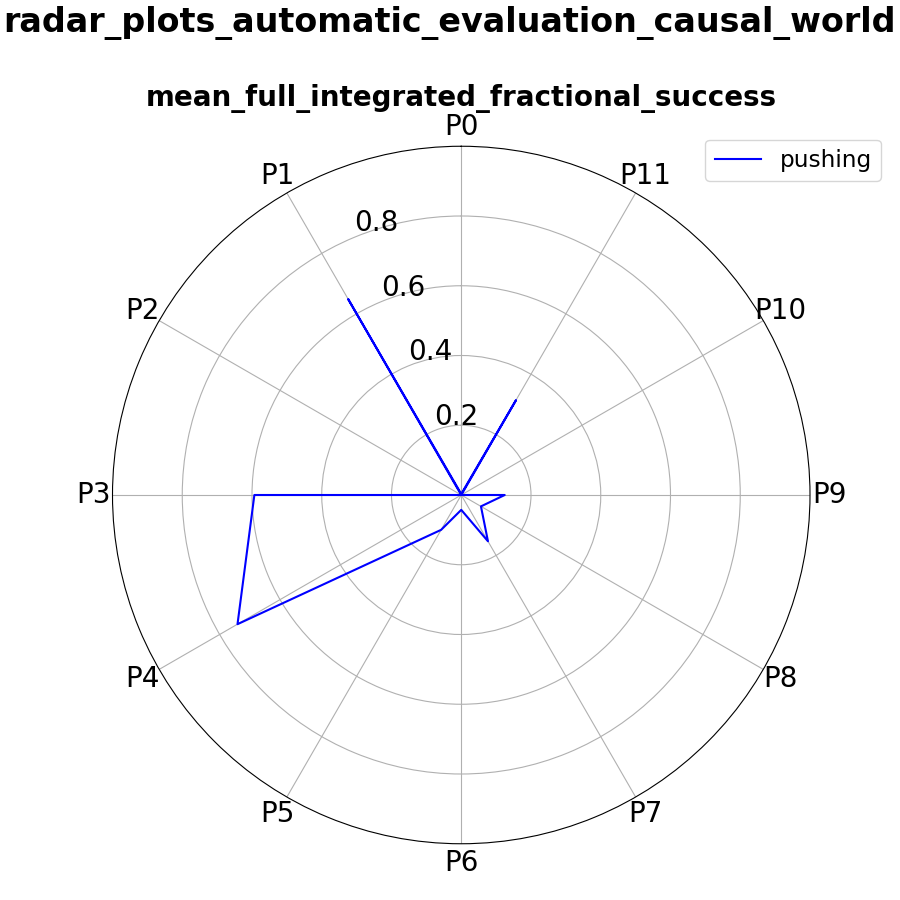 radar_plots_automatic_evaluation_causal_world
mean_full_integrated_fractional_success
P0
P1
P11
pushing
0.8
0.6
P2
P10
0.4
0.2
P3
P9
P4
P8
P5
P7
P6